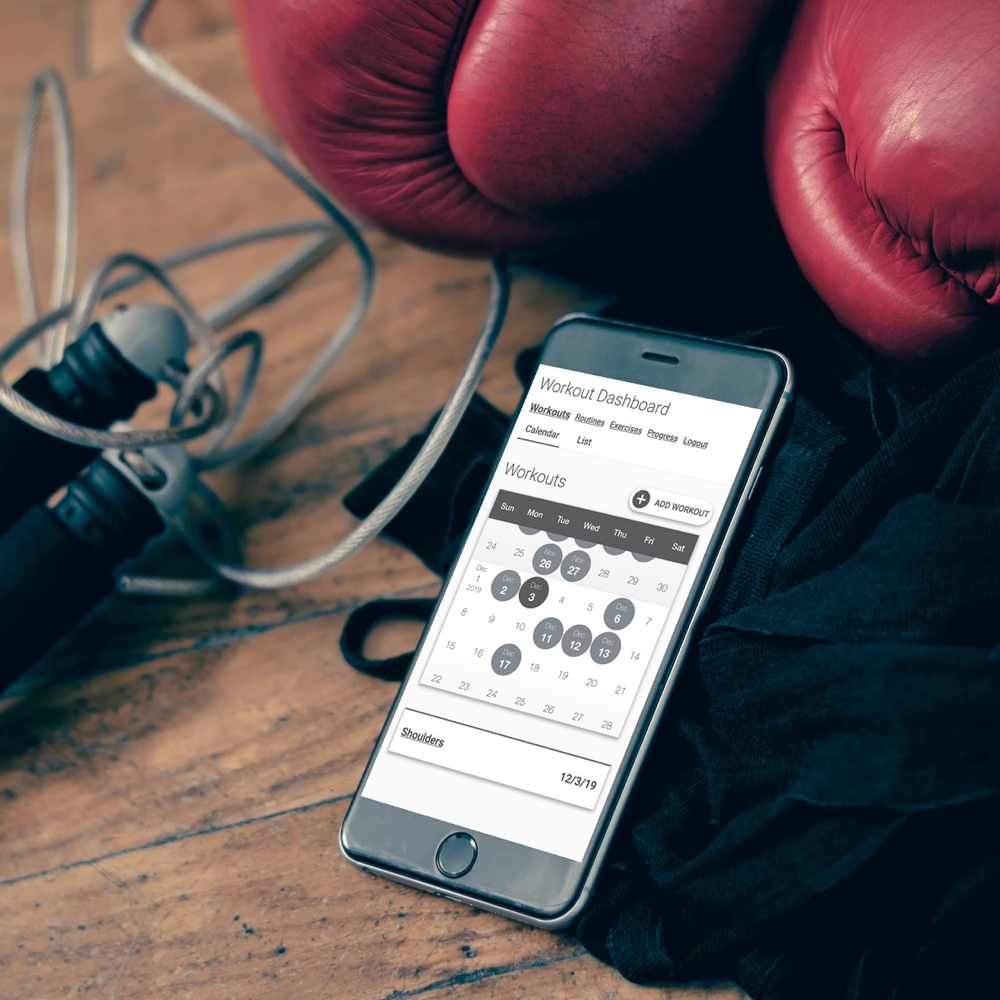 Workout Dashboard
Workouts Routines Exercises Progress Logout
Calendar List
Workouts
ADD WORKOUT
Sun Mon Tue Wed Thu Fri Sat
24 25 Nov 26 Nov 27 28 29 30
Dec 1 2019 Dec 2 Dec 3 4 5 Dec 6 7
8 9 10 Dec 11 Dec 12 Dec 13 14
15 16 Dec 17 18 19 20 21
22 23 24 25 26 27 28
Shoulders
12/3/19